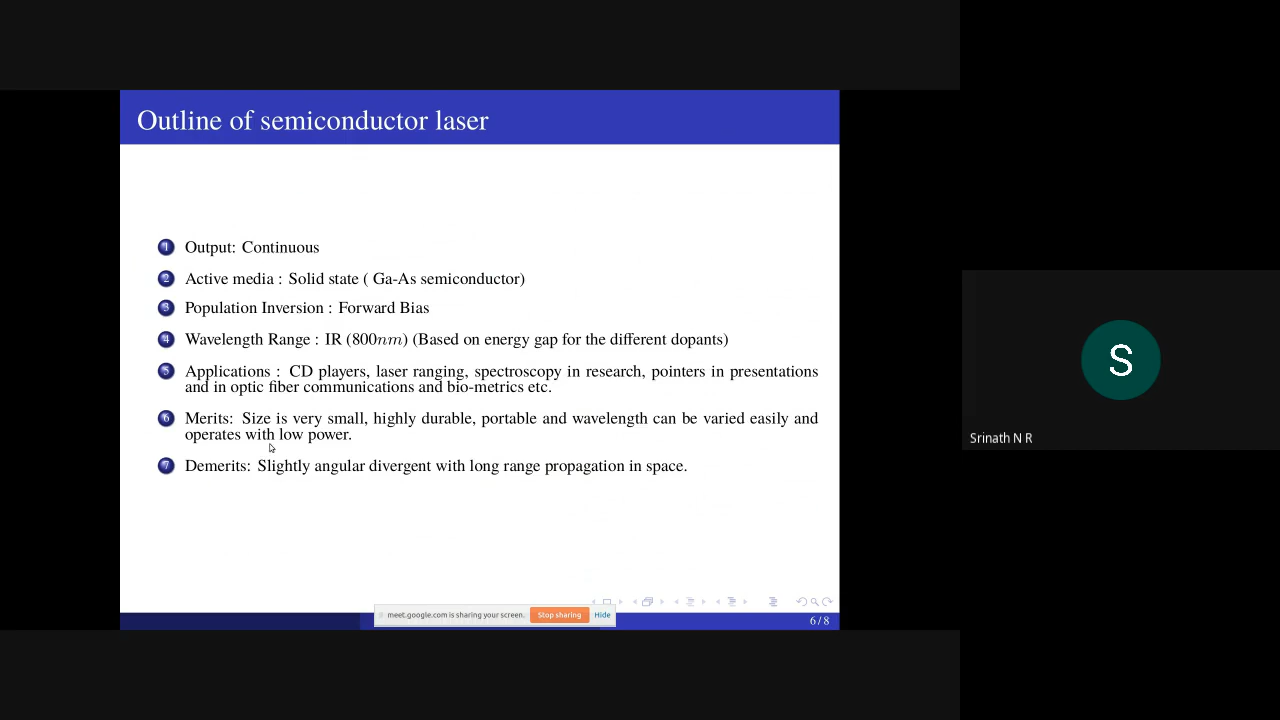 Outline of semiconductor laser
1 Output: Continuous
2 Active media : Solid state ( Ga-As semiconductor)
3 Population Inversion : Forward Bias
4 Wavelength Range : IR (800nm) (Based on energy gap for the different dopants)
5 Applications : CD players, laser ranging, spectroscopy in research, pointers in presentations
and in optic fiber communications and bio-metrics etc.
6 Merits: Size is very small, highly durable, portable and wavelength can be varied easily and
operates with low power.
7 Demerits: Slightly angular divergent with long range propagation in space.
meet.google.com is sharing your screen. Stop sharing Hide
6 / 8
S
Srinath N R